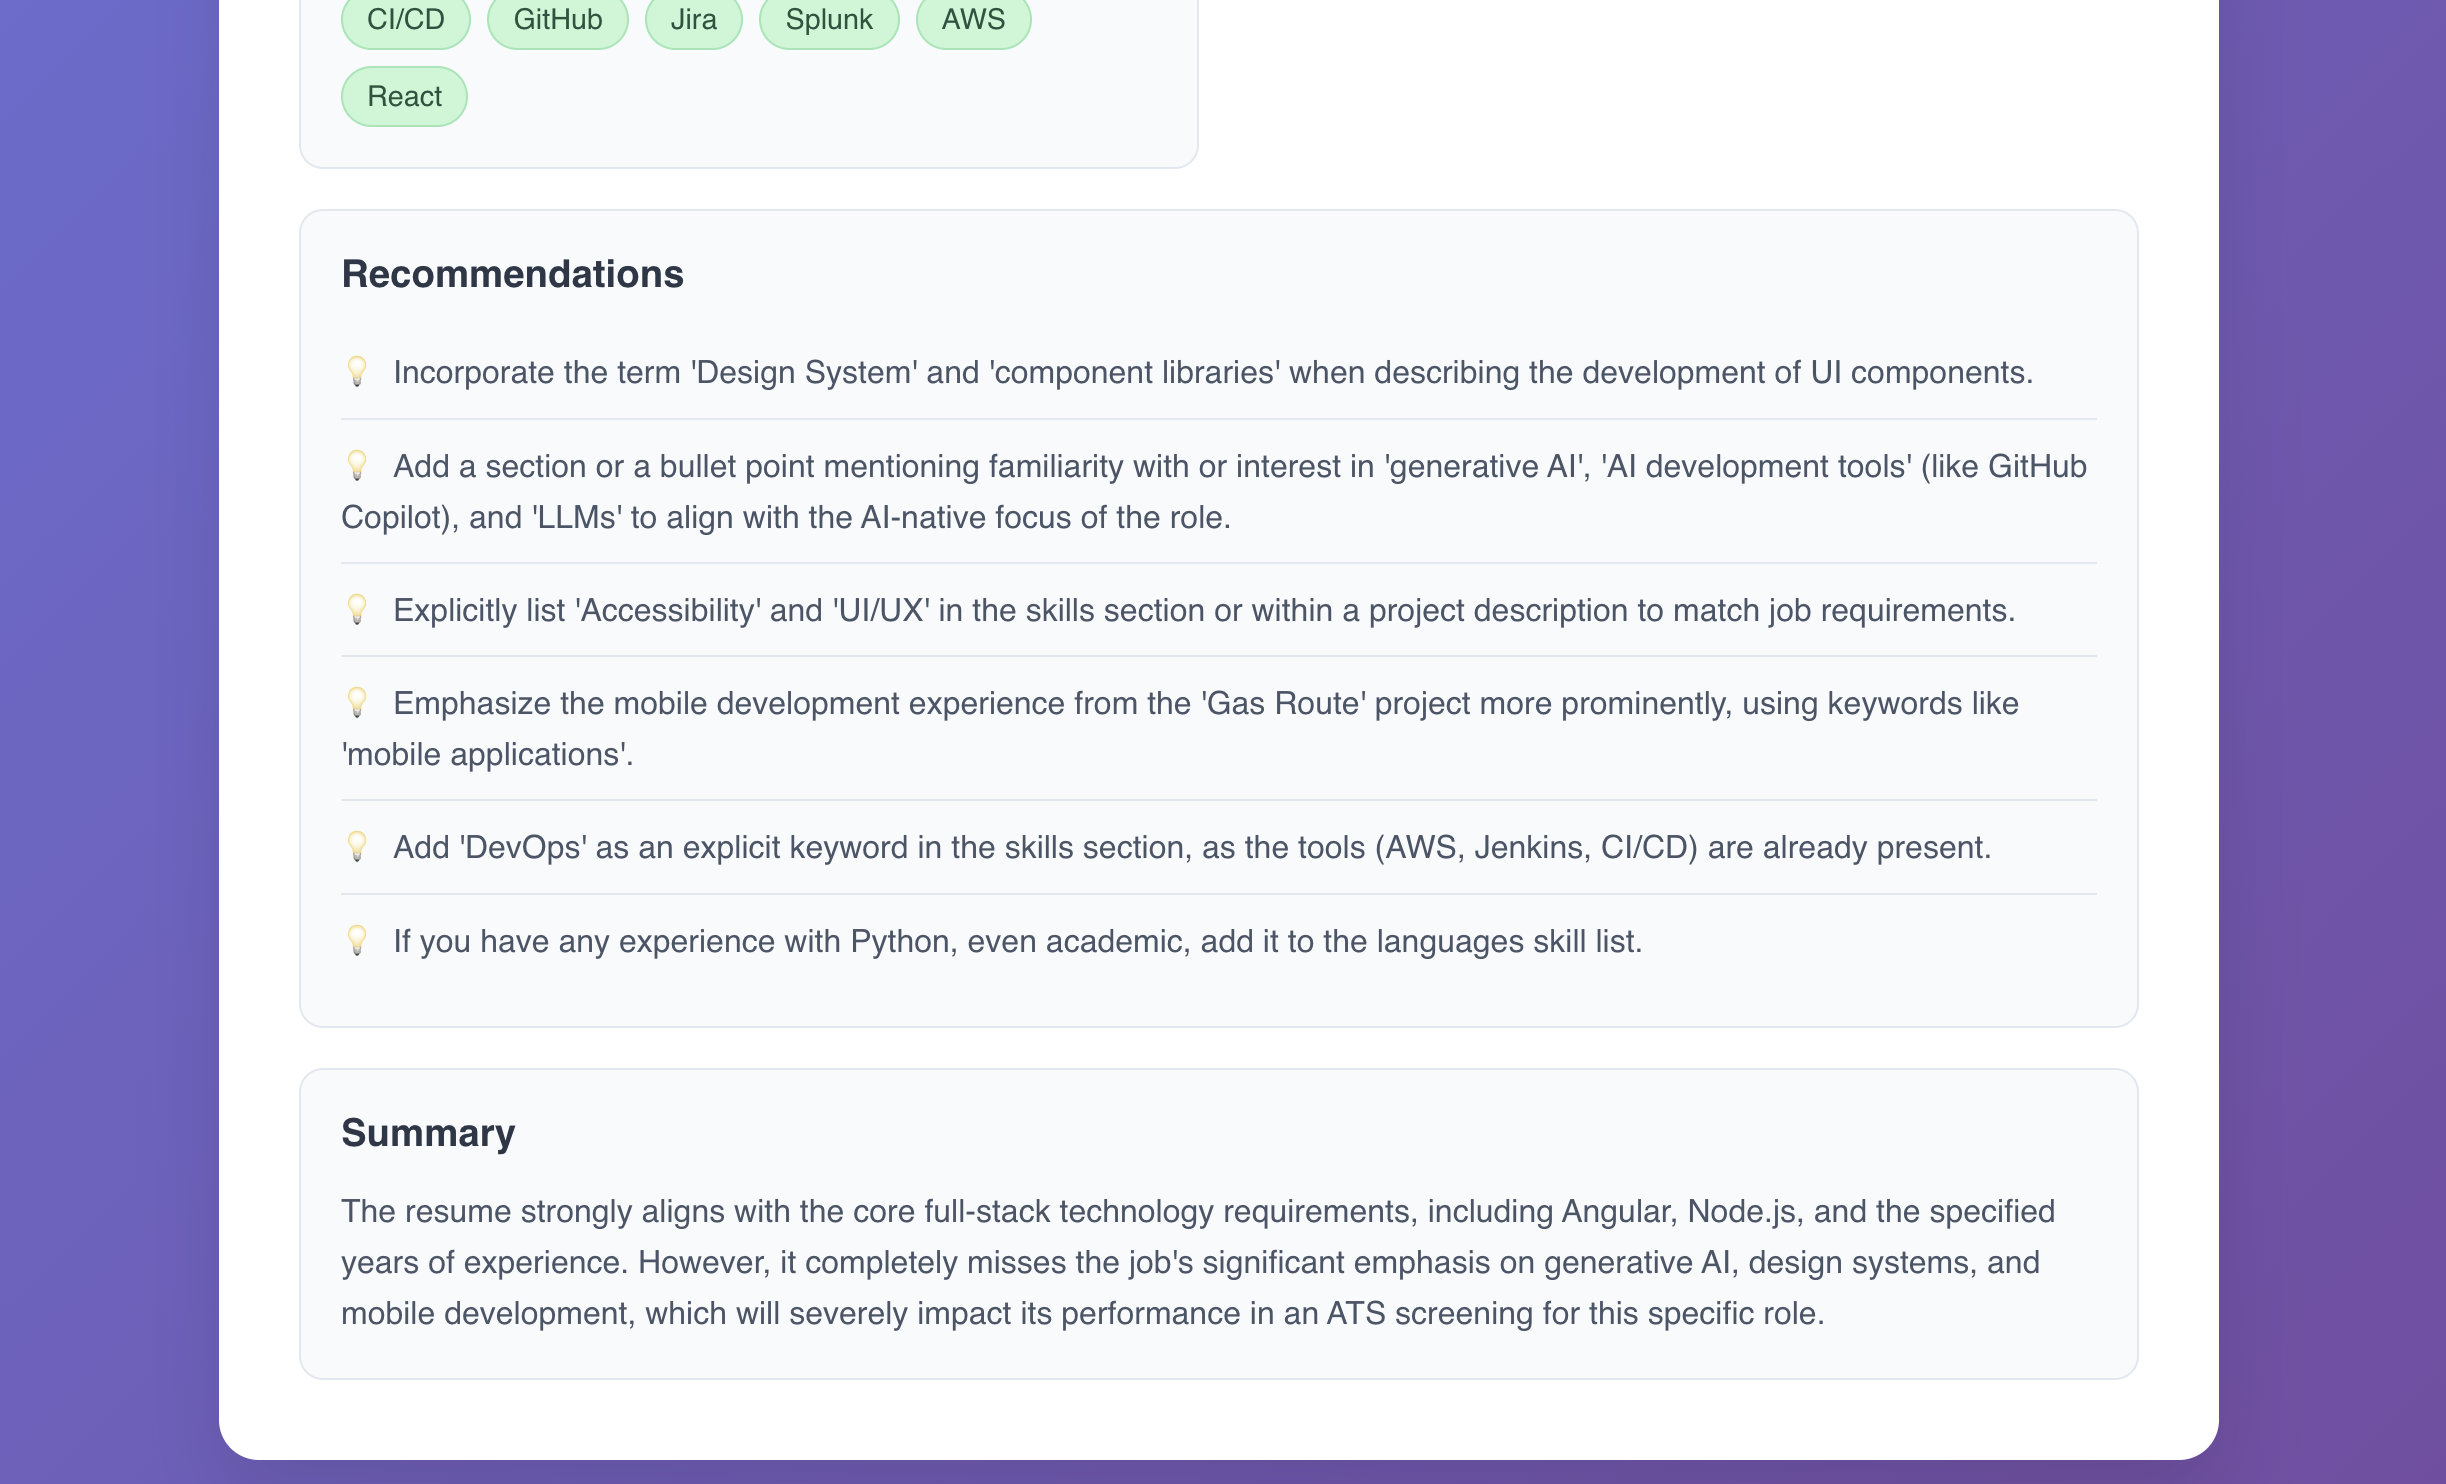 CI/CD GitHub Jira Splunk AWS
React
Recommendations
💡 Incorporate the term 'Design System' and 'component libraries' when describing the development of UI components.
💡 Add a section or a bullet point mentioning familiarity with or interest in 'generative AI', 'AI development tools' (like GitHub
Copilot), and 'LLMs' to align with the AI-native focus of the role.
💡 Explicitly list 'Accessibility' and 'UI/UX' in the skills section or within a project description to match job requirements.
💡 Emphasize the mobile development experience from the 'Gas Route' project more prominently, using keywords like
'mobile applications'.
💡 Add 'DevOps' as an explicit keyword in the skills section, as the tools (AWS, Jenkins, CI/CD) are already present.
💡 If you have any experience with Python, even academic, add it to the languages skill list.
Summary
The resume strongly aligns with the core full-stack technology requirements, including Angular, Node.js, and the specified
years of experience. However, it completely misses the job's significant emphasis on generative AI, design systems, and
mobile development, which will severely impact its performance in an ATS screening for this specific role.